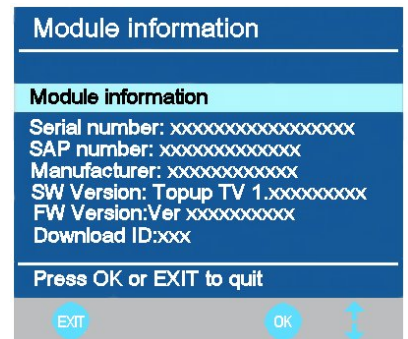 Module information
Module information
Serial number: xxxxxxxxxxxxxxxxxx
SAP number: xxxxxxxxxxxxx
Manufacturer: xxxxxxxxxxxx
SW Version: Topup TV 1.xxxxxxxxx
FW Version:Ver xxxxxxxxxx
Download ID:xxx
Press OK or EXIT to quit
EXIT OK